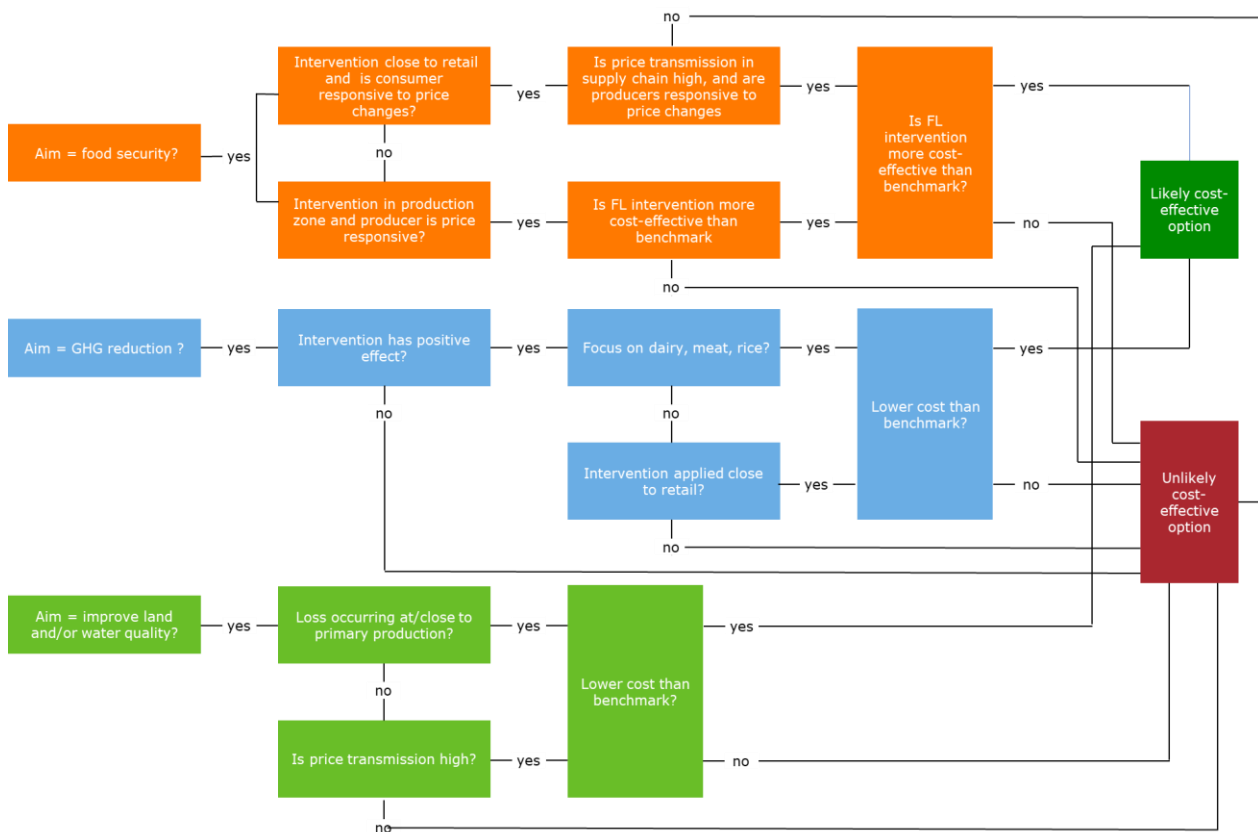 no
Intervention close to retail
and  is consumer
responsive to price
changes?
yes
Is price transmission in
supply chain high, and are
producers responsive to
price changes
yes
Is FL
intervention
more cost-
effective than
benchmark?
yes
Aim = food security?
yes
no
Intervention in production
zone and producer is price
responsive?
yes
Is FL intervention more
cost-effective than
benchmark
yes
no
Likely cost-
effective
option
no
Aim = GHG reduction ?
yes
Intervention has positive
effect?
yes
Focus on dairy, meat, rice?
yes
Lower cost than
benchmark?
yes
no
no
Intervention applied close
to retail?
yes
no
Unlikely
cost-
effective
option
no
Aim = improve land
and/or water quality?
yes
Loss occurring at/close to
primary production?
yes
Lower cost than
benchmark?
yes
no
Is price transmission high?
yes
no
no